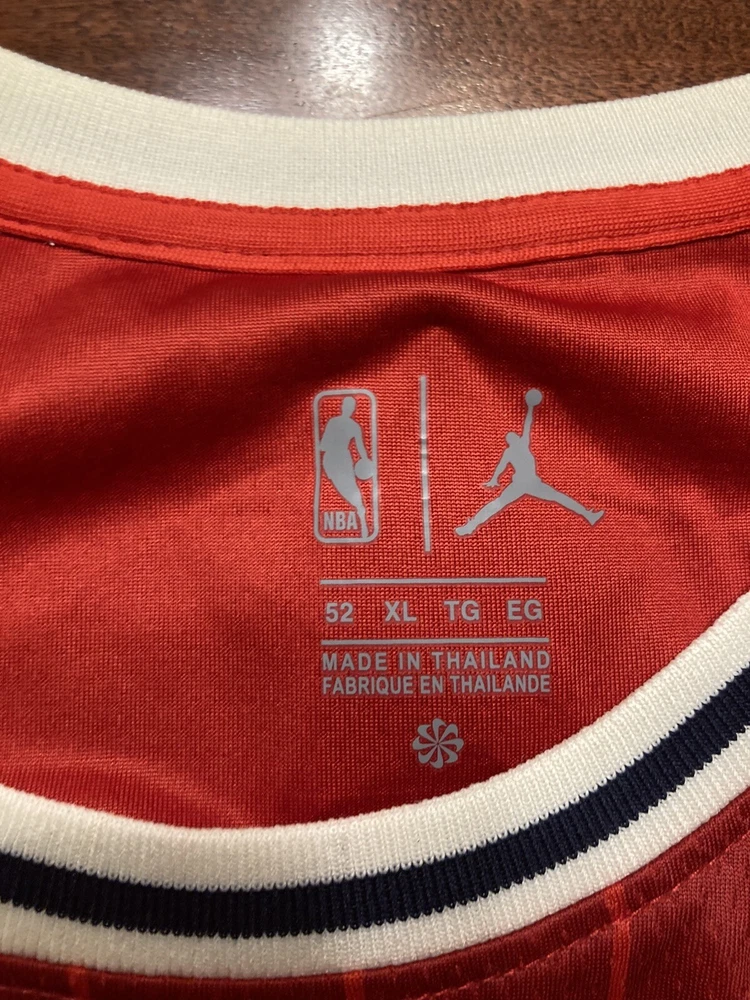 NBA
52 XL TG EG
MADE IN THAILAND
FABRIQUE EN THAILANDE